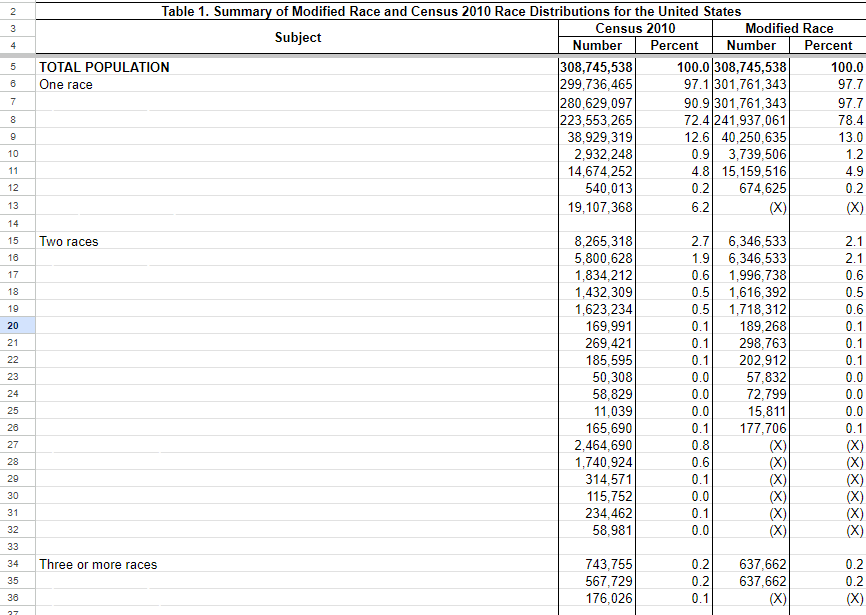 2 Table 1. Summary of Modified Race and Census 2010 Race Distributions for the United States
3 Subject Census 2010 Modified Race
4 Number Percent Number Percent
5 TOTAL POPULATION 308,745,538 100.0 308,745,538 100.0
6 One race 299,736,465 97.1 301,761,343 97.7
7 280,629,097 90.9 301,761,343 97.7
8 223,553,265 72.4 241,937,061 78.4
9 38,929,319 12.6 40,250,635 13.0
10 2,932,248 0.9 3,739,506 1.2
11 14,674,252 4.8 15,159,516 4.9
12 540,013 0.2 674,625 0.2
13 19,107,368 6.2 (X) (X)
14
15 Two races 8,265,318 2.7 6,346,533 2.1
16 5,800,628 1.9 6,346,533 2.1
17 1,834,212 0.6 1,996,738 0.6
18 1,432,309 0.5 1,616,392 0.5
19 1,623,234 0.5 1,718,312 0.6
20 169,991 0.1 189,268 0.1
21 269,421 0.1 298,763 0.1
22 185,595 0.1 202,912 0.1
23 50,308 0.0 57,832 0.0
24 58,829 0.0 72,799 0.0
25 11,039 0.0 15,811 0.0
26 165,690 0.1 177,706 0.1
27 2,464,690 0.8 (X) (X)
28 1,740,924 0.6 (X) (X)
29 314,571 0.1 (X) (X)
30 115,752 0.0 (X) (X)
31 234,462 0.1 (X) (X)
32 58,981 0.0 (X) (X)
33
34 Three or more races 743,755 0.2 637,662 0.2
35 567,729 0.2 637,662 0.2
36 176,026 0.1 (X) (X)
37